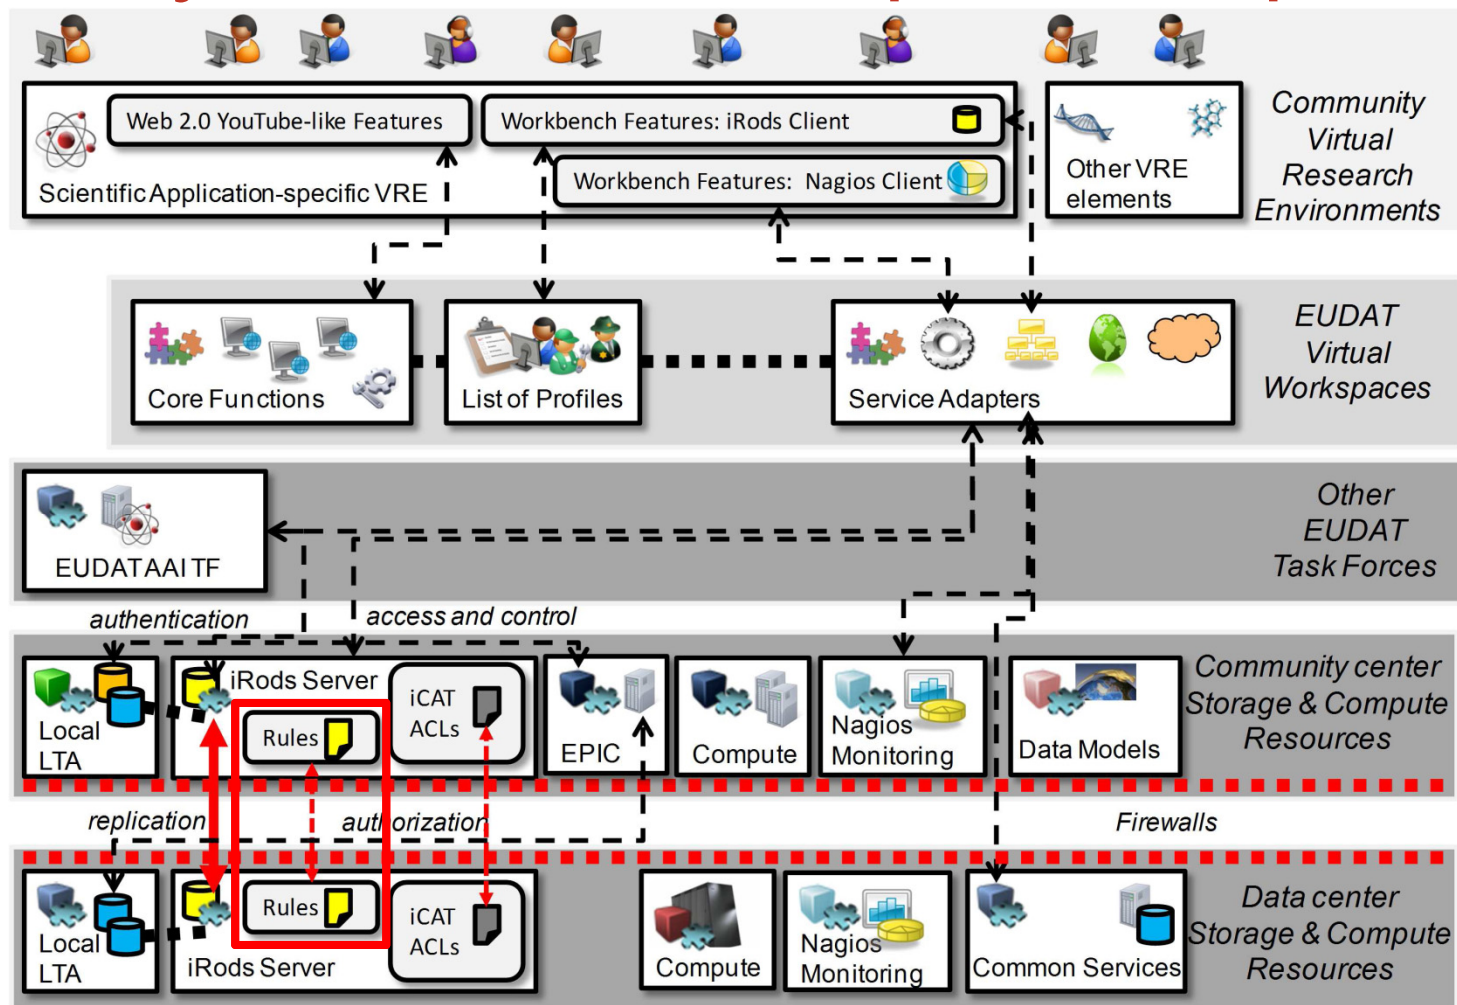 Web 2.0 YouTube-like Features
Workbench Features: iRods Client
Workbench Features: Nagios Client
Scientific Application-specific VRE
Other VRE
elements
Community
Virtual
Research
Environments
Core Functions
List of Profiles
Service Adapters
EUDAT
Virtual
Workspaces
EUDAT AAI TF
Other
EUDAT
Task Forces
authentication
access and control
Local
LTA
iRods Server
Rules
iCAT
ACLs
EPIC
Compute
Nagios
Monitoring
Data Models
Community center
Storage & Compute
Resources
replication
authorization
Firewalls
Local
LTA
iRods Server
Rules
iCAT
ACLs
Compute
Nagios
Monitoring
Common Services
Data center
Storage & Compute
Resources